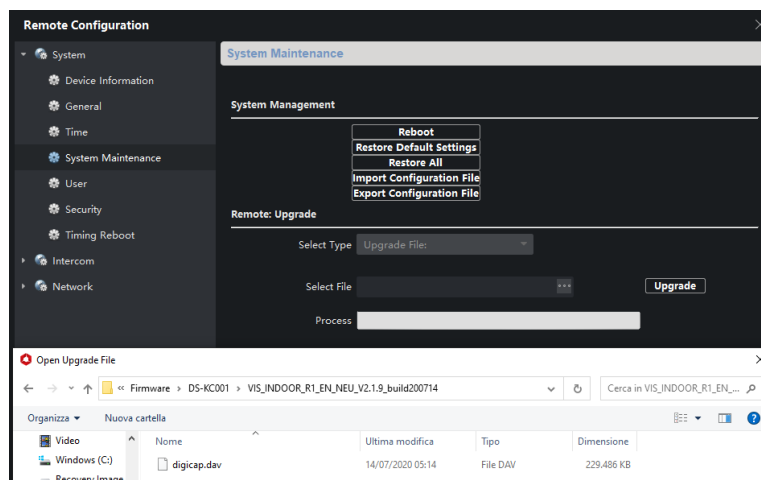 Remote Configuration
System
System Maintenance
Device Information
General
System Management
Time
Reboot
Restore Default Settings
System Maintenance
Restore All
User
Import Configuration File
Export Configuration File
Security
Remote: Upgrade
Timing Reboot
Select Type Upgrade File:
Intercom
Network
Select File ... Upgrade
Process
Open Upgrade File
« Firmware > DS-KC001 > VIS_INDOOR_R1_EN_NEU_V2.1.9_build200714
Cerca in VIS_INDOOR_R1_EN_...
Organizza Nuova cartella
Video
Nome Ultima modifica Tipo Dimensione
Windows (C:)
digicap.dav 14/07/2020 05:14 File DAV 229.486 KB
Recovery Image